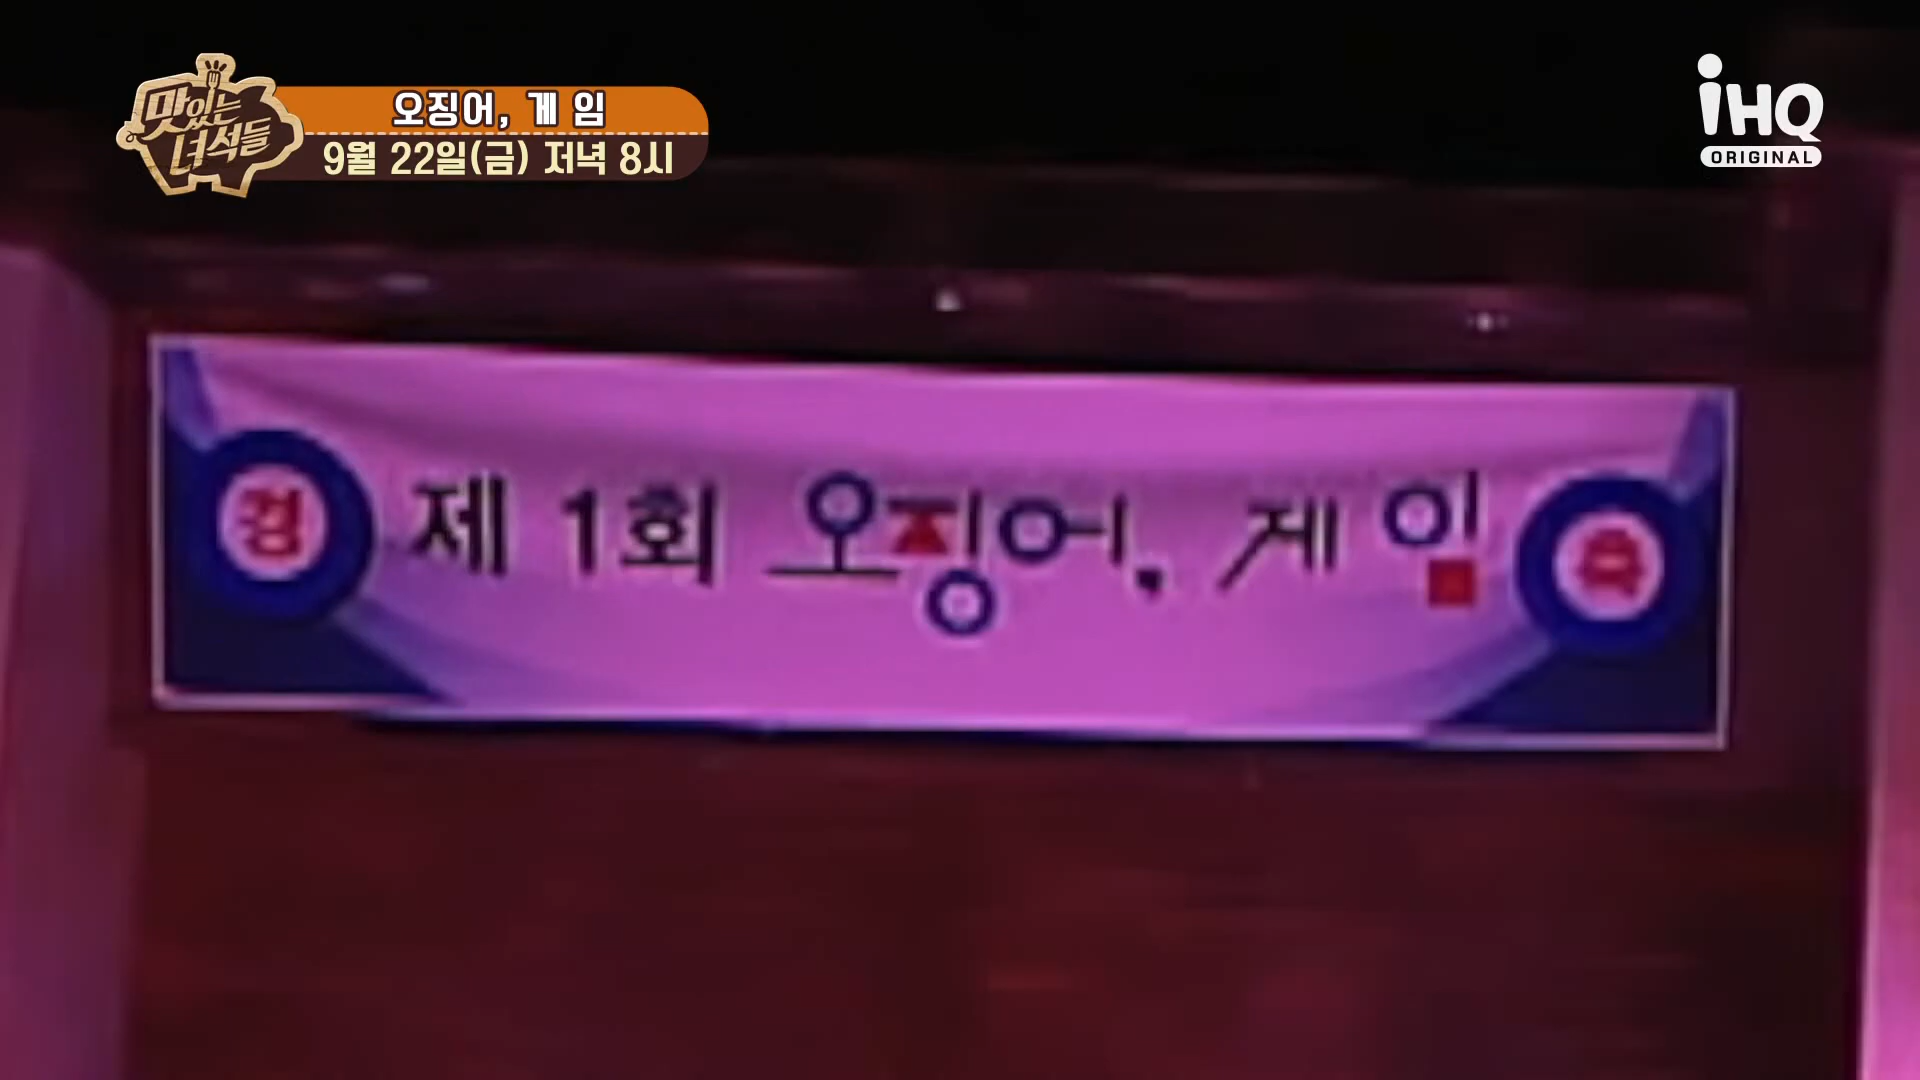 맛있는
녀석들
오징어, 게 임
9월 22일(금) 저녁 8시
iHQ
ORIGINAL
경 제 1회 오징어, 게 임 축